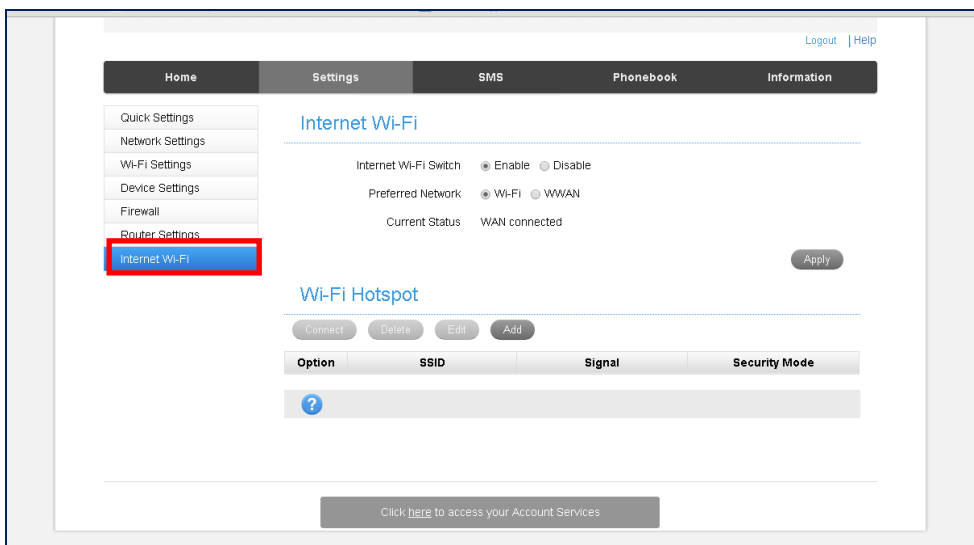 Logout | Help
Home Settings SMS Phonebook Information
Quick Settings
Network Settings
Wi-Fi Settings
Device Settings
Firewall
Router Settings
Internet Wi-Fi
Internet Wi-Fi
Internet Wi-Fi Switch Enable Disable
Preferred Network Wi-Fi WWAN
Current Status WAN connected
Apply
Wi-Fi Hotspot
Connect Delete Edit Add
Option SSID Signal Security Mode
?
Click here to access your Account Services